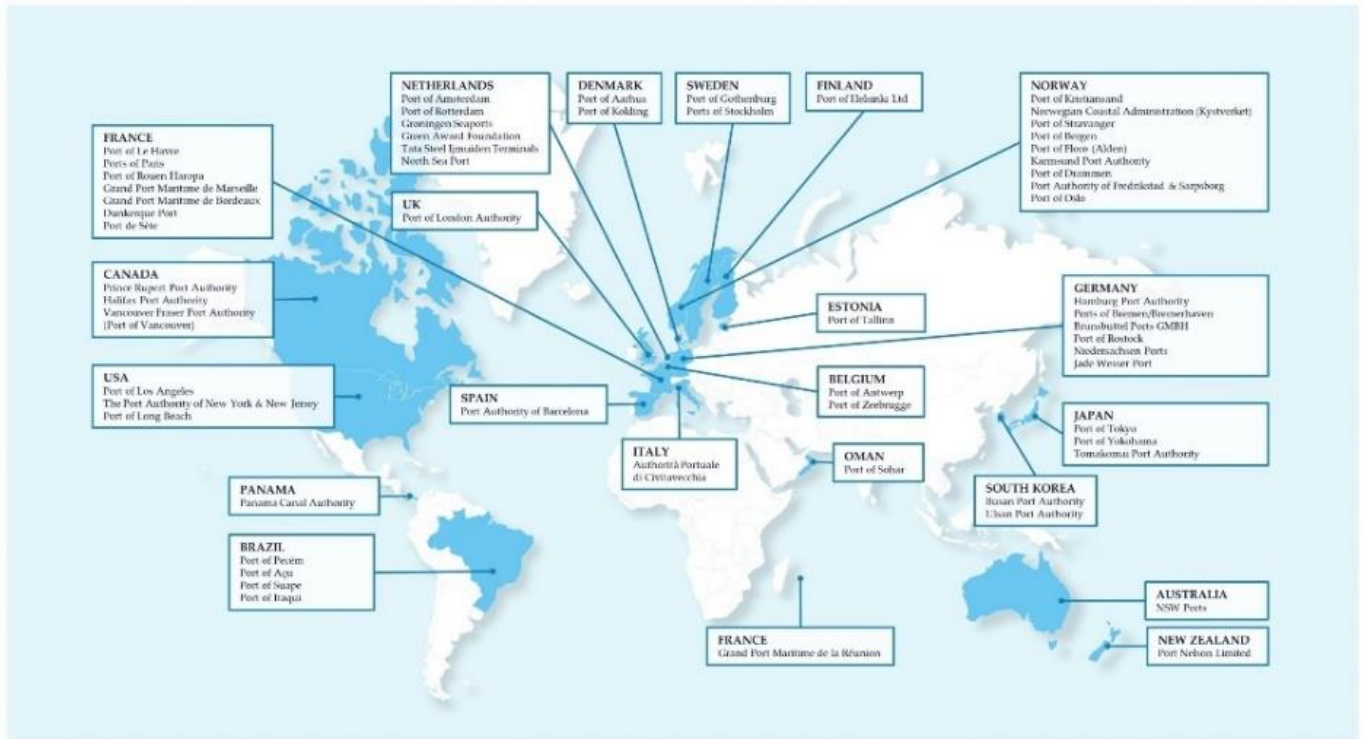 NETHERLANDS
Port of Amsterdam
Port of Rotterdam
Groningen Seaports
Green Award Foundation
Tata Steel Ijmuiden Terminals
North Sea Port
DENMARK
Port of Aarhus
Port of Kolding
SWEDEN
Port of Gothenburg
Ports of Stockholm
FINLAND
Port of Helsinki Ltd
NORWAY
Port of Kristiansand
Norwegian Coastal Administration (Kystverket)
Port of Stravanger
Port of Bergen
Port of Floro (Alden)
Karmsund Port Authority
Port of Drammen
Port Authority of Fredrikstad & Sarpsborg
Port of Oslo
FRANCE
Port of Le Havre
Ports of Paris
Port of Rouen Haropa
Grand Port Maritime de Marseille
Grand Port Maritime de Bordeaux
Dunkerque Port
Port de Sète
UK
Port of London Authority
CANADA
Prince Rupert Port Authority
Halifax Port Authority
Vancouver Fraser Port Authority
(Port of Vancouver)
ESTONIA
Port of Tallinn
GERMANY
Hamburg Port Authority
Ports of Bremen/Bremerhaven
Brunsbuttel Ports GMBH
Port of Rostock
Niedersachsen Ports
Jade Weser Port
USA
Port of Los Angeles
The Port Authority of New York & New Jersey
Port of Long Beach
SPAIN
Port Authority of Barcelona
BELGIUM
Port of Antwerp
Port of Zeebrugge
JAPAN
Port of Tokyo
Port of Yokohama
Tomakomai Port Authority
ITALY
Authorità Portuale
di Civitavecchia
OMAN
Port of Sohar
PANAMA
Panama Canal Authority
SOUTH KOREA
Busan Port Authority
Ulsan Port Authority
BRAZIL
Port of Pecém
Port of Açu
Port of Suape
Port of Itaqui
AUSTRALIA
NSW Ports
FRANCE
Grand Port Maritime de la Réunion
NEW ZEALAND
Port Nelson Limited